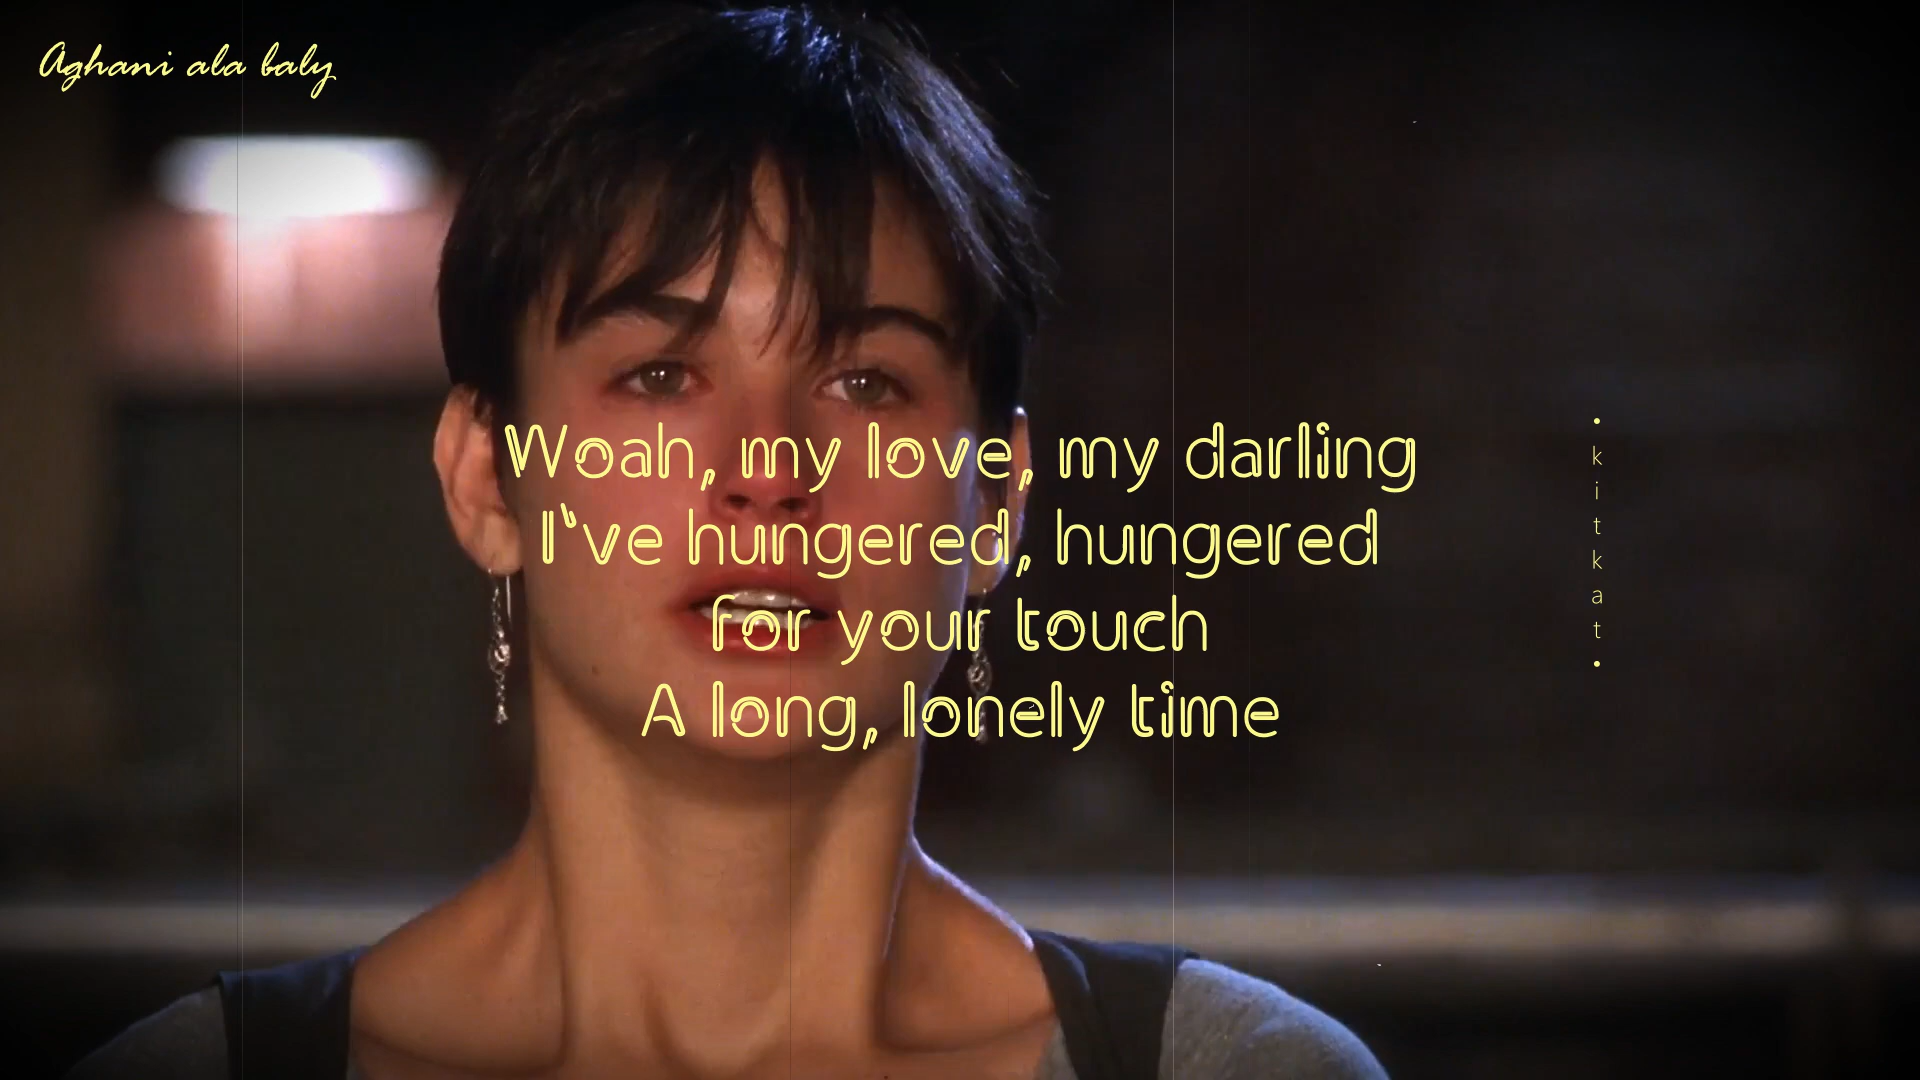 Aghani ala baly
Woah, my love, my darling
I've hungered, hungered
for your touch
A long, lonely time
• kitkat •